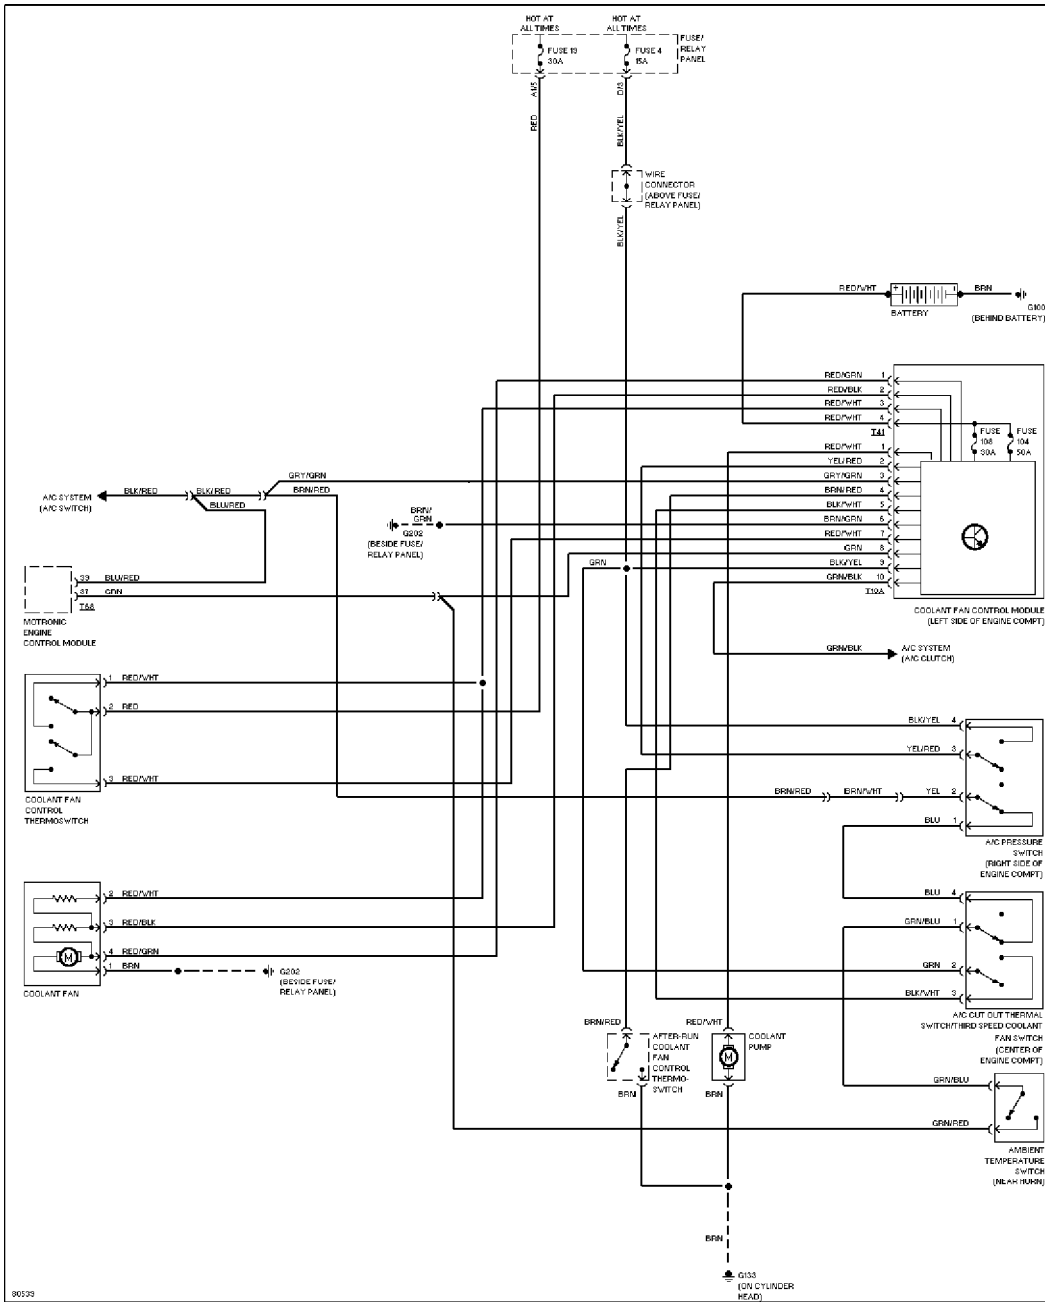 HOT AT
ALL TIMES
HOT AT
ALL TIMES
FUSE 19
30A
FUSE 4
15A
FUSE/
RELAY
PANEL
A1/5
D/3
RED
BLK/YEL
WIRE
CONNECTOR
(ABOVE FUSE/
RELAY PANEL)
BLK/YEL
RED/WHT
BATTERY
BRN
G100
(BEHIND BATTERY)
RED/GRN 1
RED/BLK 2
RED/WHT 3
RED/WHT 4
T41
FUSE
108
30A
FUSE
104
50A
RED/WHT 1
YEL/RED 2
GRY/GRN 3
BRN/RED 4
BLK/WHT 5
BRN/GRN 6
RED/WHT 7
GRN 8
BLK/YEL 9
GRN/BLK 10
T10A
COOLANT FAN CONTROL MODULE
(LEFT SIDE OF ENGINE COMPT)
GRY/GRN
BRN/RED
A/C SYSTEM
(A/C SWITCH)
BLK/RED
BLK/RED
BLU/RED
BRN/
GRN
G202
(BESIDE FUSE/
RELAY PANEL)
GRN
39 BLU/RED
37 GRN
T68
MOTRONIC
ENGINE
CONTROL MODULE
GRN/BLK
A/C SYSTEM
(A/C CLUTCH)
1 RED/WHT
2 RED
3 RED/WHT
COOLANT FAN
CONTROL
THERMOSWITCH
BLK/YEL 4
YEL/RED 3
BRN/RED
BRN/WHT
YEL 2
BLU 1
A/C PRESSURE
SWITCH
(RIGHT SIDE OF
ENGINE COMPT)
2 RED/WHT
3 RED/BLK
M
4 RED/GRN
1 BRN
COOLANT FAN
G202
(BESIDE FUSE/
RELAY PANEL)
BLU 4
GRN/BLU 1
GRN 2
BLK/WHT 3
A/C CUT OUT THERMAL
SWITCH/THIRD SPEED COOLANT
FAN SWITCH
(CENTER OF
ENGINE COMPT)
BRN/RED
AFTER-RUN
COOLANT
FAN
CONTROL
THERMO-
SWITCH
BRN
RED/WHT
COOLANT
PUMP
M
BRN
GRN/BLU
GRN/RED
AMBIENT
TEMPERATURE
SWITCH
(NEAR HORN)
BRN
G133
(ON CYLINDER
HEAD)
80539